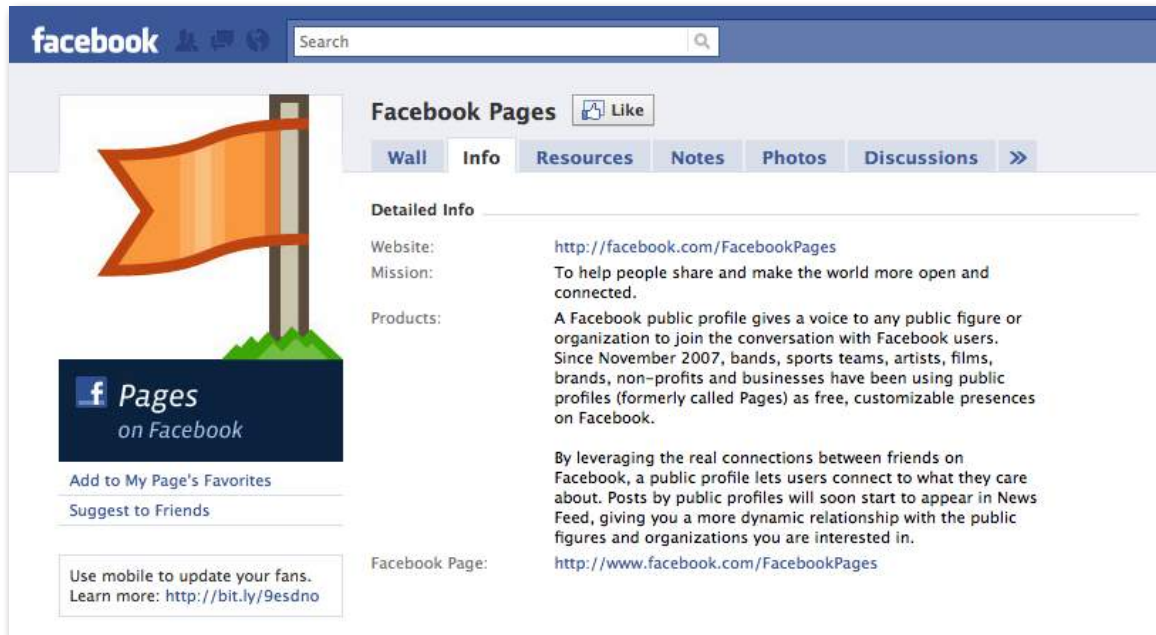 facebook
Search
Facebook Pages
Like
Wall
Info
Resources
Notes
Photos
Discussions
»
Detailed Info
Website:
http://facebook.com/FacebookPages
Mission:
To help people share and make the world more open and
connected.
Products:
A Facebook public profile gives a voice to any public figure or
organization to join the conversation with Facebook users.
Since November 2007, bands, sports teams, artists, films,
brands, non-profits and businesses have been using public
profiles (formerly called Pages) as free, customizable presences
on Facebook.
By leveraging the real connections between friends on
Facebook, a public profile lets users connect to what they care
about. Posts by public profiles will soon start to appear in News
Feed, giving you a more dynamic relationship with the public
figures and organizations you are interested in.
Facebook Page:
http://www.facebook.com/FacebookPages
f Pages
on Facebook
Add to My Page's Favorites
Suggest to Friends
Use mobile to update your fans.
Learn more: http://bit.ly/9esdno